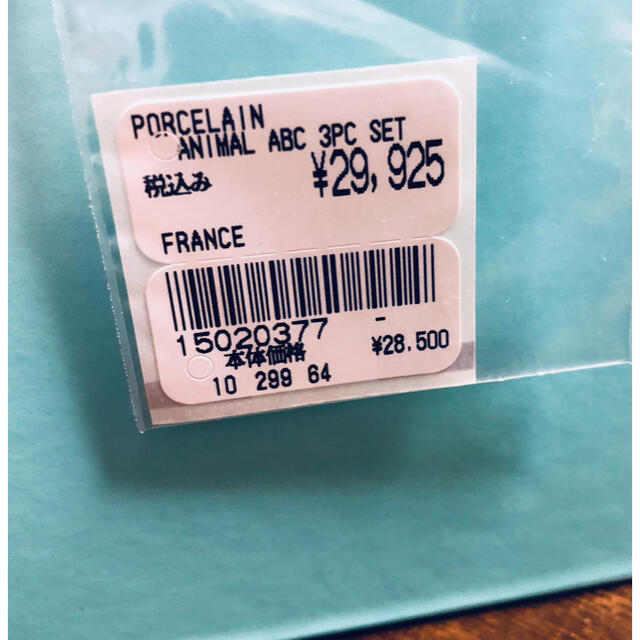 PORCELAIN
ANIMAL ABC 3PC SET
税込み ¥29,925
FRANCE
15020377 -
本体価格 ¥28,500
10 299 64